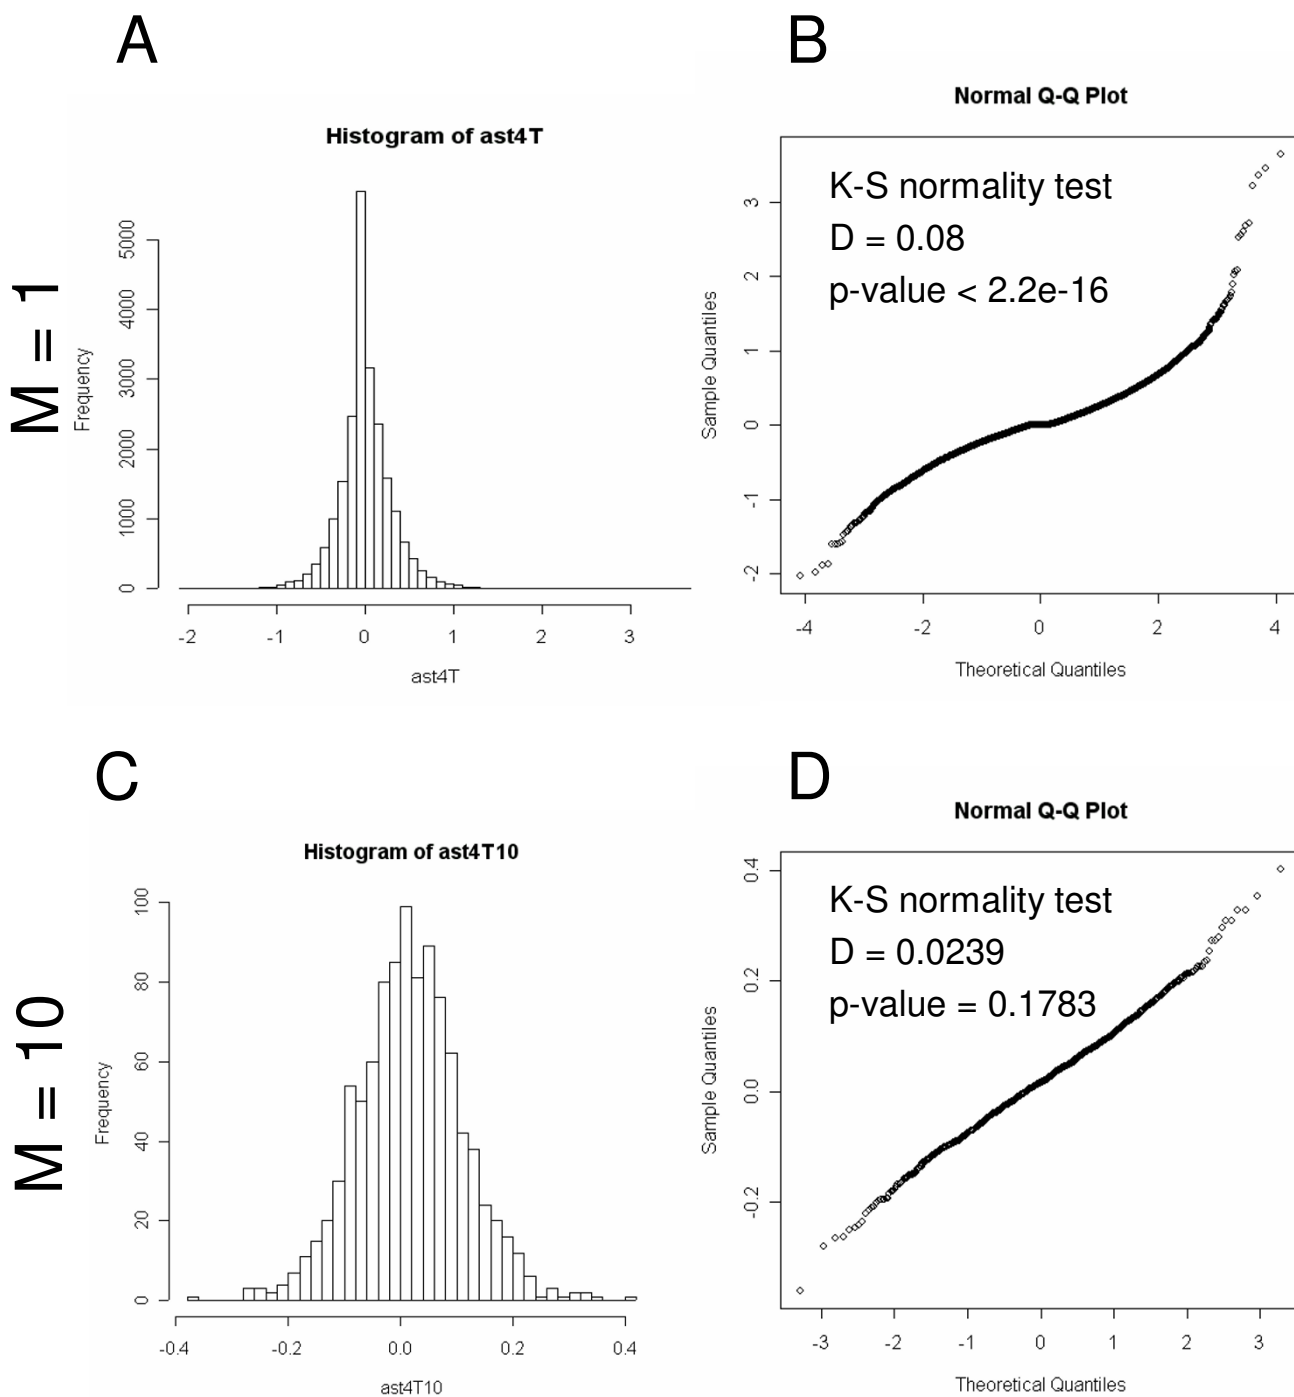 A
B
Histogram of ast4T
Normal Q-Q Plot
M = 1
Frequency
5000
4000
3000
2000
1000
0
-2 -1 0 1 2 3
ast4T
K-S normality test
D = 0.08
p-value < 2.2e-16
Sample Quantiles
3
2
1
0
-1
-2
-4 -2 0 2 4
Theoretical Quantiles
C
D
Histogram of ast4T10
Normal Q-Q Plot
M = 10
Frequency
100
80
60
40
20
0
-0.4 -0.2 0.0 0.2 0.4
ast4T10
K-S normality test
D = 0.0239
p-value = 0.1783
Sample Quantiles
0.4
0.2
0.0
-0.2
-3 -2 -1 0 1 2 3
Theoretical Quantiles